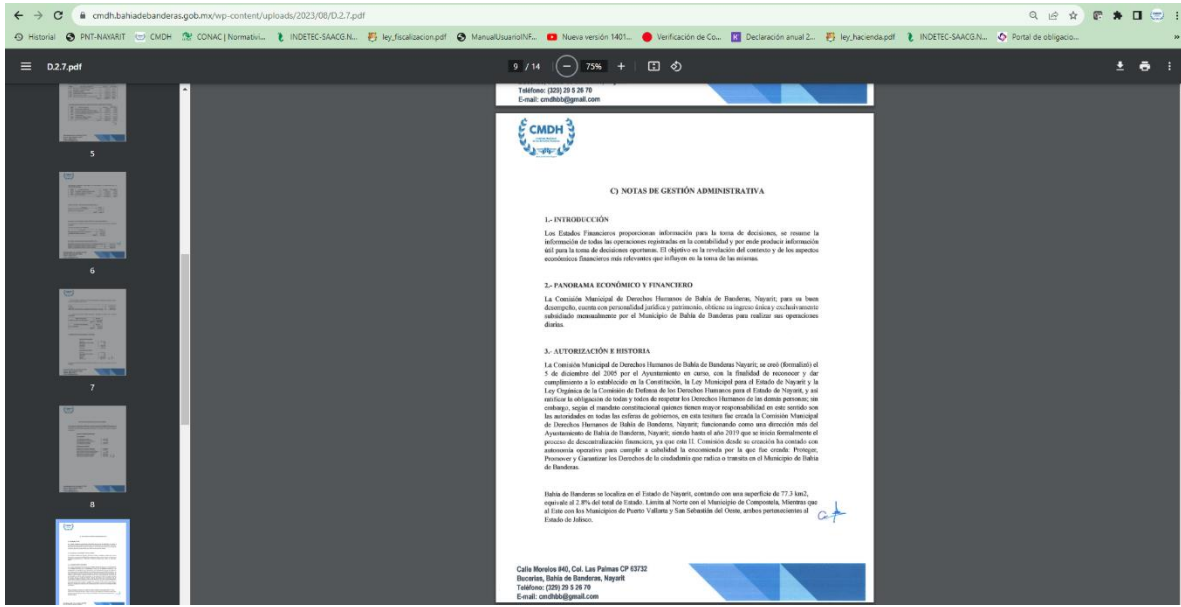 cmdh.bahiadebanderas.gob.mx/wp-content/uploads/2023/08/D.2.7.pdf
Historial PNT-NAYARIT CMDH CONAC | Normativi... INDETEC-SAACG.N... ley_fiscalizacion.pdf ManualUsuarioINF... Nueva versión 1401... Verificación de Co... Declaración anual 2... ley_hacienda.pdf INDETEC-SAACG.N... Portal de obligacio... »
D.2.7.pdf 9 / 14 75%
5
6
7
8
Teléfono: (329) 29 5 26 70
E-mail: cmdhbb@gmail.com
CMDH
C) NOTAS DE GESTIÓN ADMINISTRATIVA
1.- INTRODUCCIÓN
Los Estados Financieros proporcionan información para la toma de decisiones, se resume la
información de todas las operaciones registradas en la contabilidad y por ende producir información
útil para la toma de decisiones oportunas. El objetivo es la revelación del contexto y de los aspectos
económicos financieros más relevantes que influyen en la toma de las mismas.
2.- PANORAMA ECONÓMICO Y FINANCIERO
La Comisión Municipal de Derechos Humanos de Bahía de Banderas, Nayarit; para su buen
desempeño, cuenta con personalidad jurídica y patrimonio, obtiene su ingreso única y exclusivamente
subsidiado mensualmente por el Municipio de Bahía de Banderas para realizar sus operaciones
diarias.
3.- AUTORIZACIÓN E HISTORIA
La Comisión Municipal de Derechos Humanos de Bahía de Banderas Nayarit; se creó (formalizó) el
5 de diciembre del 2005 por el Ayuntamiento en curso, con la finalidad de reconocer y dar
cumplimiento a lo establecido en la Constitución, la Ley Municipal para el Estado de Nayarit y la
Ley Orgánica de la Comisión de Defensa de los Derechos Humanos para el Estado de Nayarit, y así
ratificar la obligación de todas y todos de respetar los Derechos Humanos de las demás personas; sin
embargo, según el mandato constitucional quienes tienen mayor responsabilidad en este sentido son
las autoridades en todas las esferas de gobiernos, en esta tesitura fue creada la Comisión Municipal
de Derechos Humanos de Bahía de Banderas, Nayarit; funcionando como una dirección más del
Ayuntamiento de Bahía de Banderas, Nayarit; siendo hasta el año 2019 que se inicia formalmente el
proceso de descentralización financiera, ya que esta H. Comisión desde su creación ha contado con
autonomía operativa para cumplir a cabalidad la encomienda por la que fue creada: Proteger,
Promover y Garantizar los Derechos de la ciudadanía que radica o transita en el Municipio de Bahía
de Banderas.
Bahía de Banderas se localiza en el Estado de Nayarit, contando con una superficie de 77.3 km2,
equivale al 2.8% del total de Estado. Limita al Norte con el Municipio de Compostela, Mientras que
al Este con los Municipios de Puerto Vallarta y San Sebastián del Oeste, ambos pertenecientes al
Estado de Jalisco.
Calle Morelos #40, Col. Las Palmas CP 63732
Bucerías, Bahía de Banderas, Nayarit
Teléfono: (329) 29 5 26 70
E-mail: cmdhbb@gmail.com